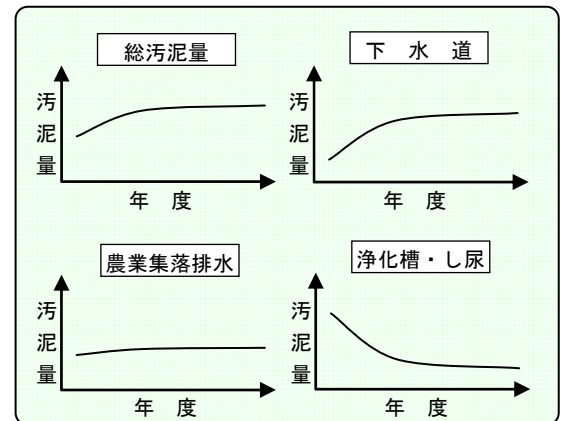 総汚泥量
汚泥量
年 度
下 水 道
汚泥量
年 度
農業集落排水
汚泥量
年 度
浄化槽・し尿
汚泥量
年 度